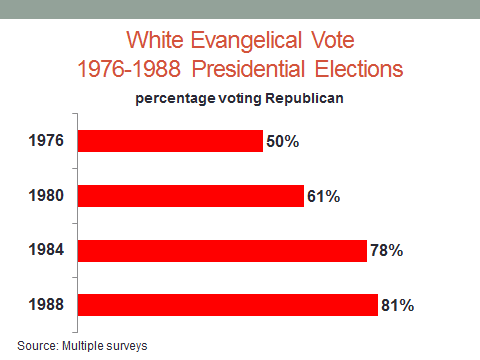 White Evangelical Vote
1976-1988 Presidential Elections
percentage voting Republican
1976 50%
1980 61%
1984 78%
1988 81%
Source: Multiple surveys